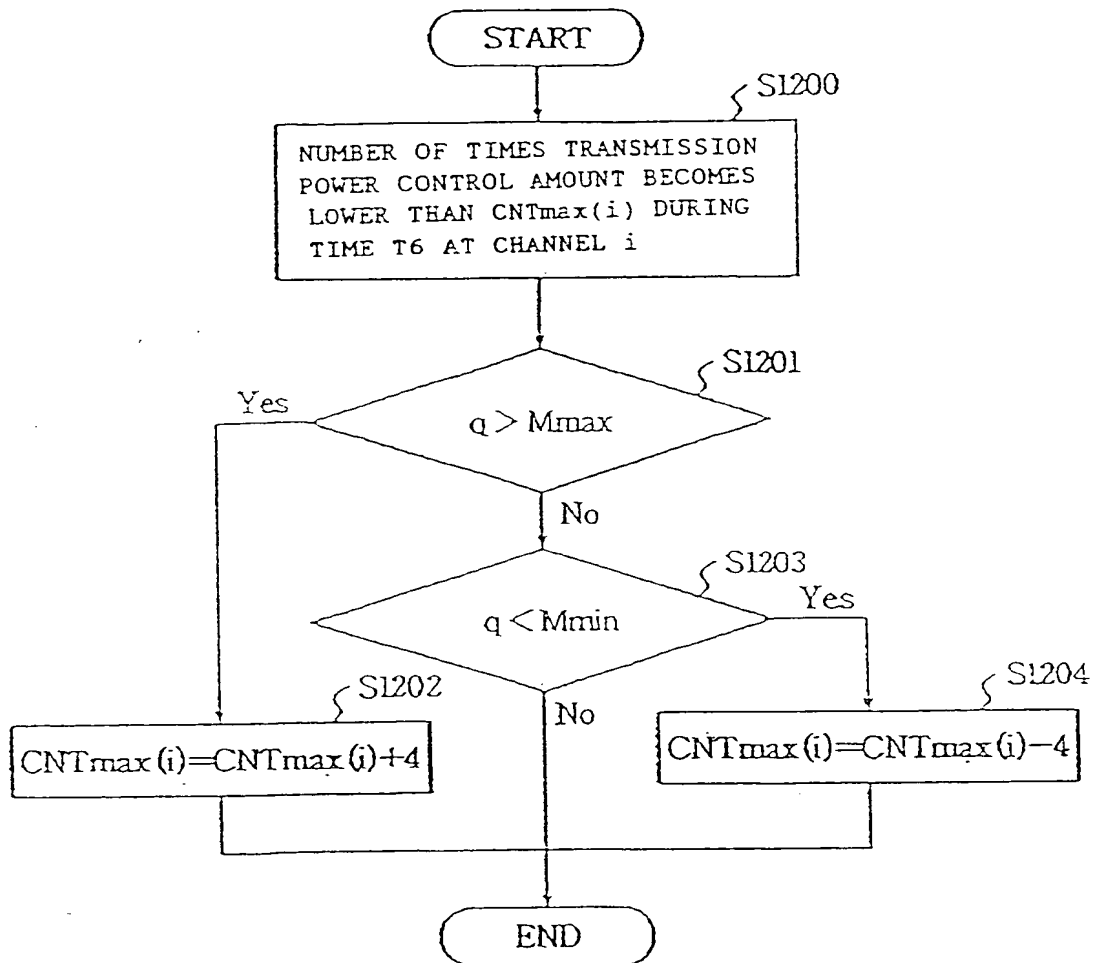 START
S1200
NUMBER OF TIMES TRANSMISSION
POWER CONTROL AMOUNT BECOMES
LOWER THAN CNTmax(i) DURING
TIME T6 AT CHANNEL i
S1201
Yes
q > Mmax
No
S1203
Yes
q < Mmin
S1202
No
S1204
CNTmax(i)=CNTmax(i)+4
CNTmax(i)=CNTmax(i)-4
END